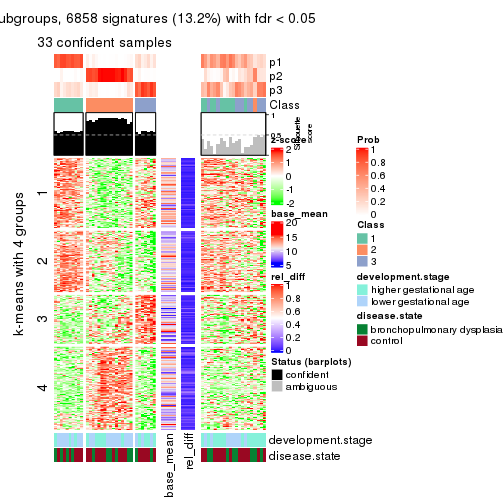 ubgroups, 6858 signatures (13.2%) with fdr < 0.05
33 confident samples
p1
p2
p3
Class
1
0.5
0
Silhouette
score
k-means with 4 groups
1
2
3
4
base_mean
rel_diff
development.stage
disease.state
z-score
2
1
0
-1
-2
base_mean
20
15
10
5
rel_diff
1
0.8
0.6
0.4
0.2
0
Status (barplots)
confident
ambiguous
Prob
1
0.8
0.6
0.4
0.2
0
Class
1
2
3
development.stage
higher gestational age
lower gestational age
disease.state
bronchopulmonary dysplasia
control